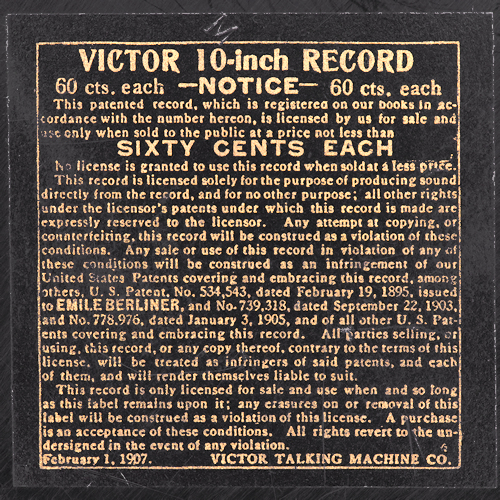 VICTOR 10-inch RECORD
60 cts. each —NOTICE— 60 cts. each
This patented record, which is registered on our books in ac-
cordance with the number hereon, is licensed by us for sale and
use only when sold to the public at a price not less than
SIXTY CENTS EACH
No license is granted to use this record when sold at a less price.
This record is licensed solely for the purpose of producing sound
directly from the record, and for no other purpose; all other rights
under the licensor's patents under which this record is made are
expressly reserved to the licensor. Any attempt at copying, or
counterfeiting, this record will be construed as a violation of these
conditions. Any sale or use of this record in violation of any of
these conditions will be construed as an infringement of our
United States Patents covering and embracing this record, among
others, U. S. Patent, No. 534,543, dated February 19, 1895, issued
to EMILE BERLINER, and No. 739,318, dated September 22, 1903,
and No. 778,976, dated January 3, 1905, and of all other U. S. Pat-
ents covering and embracing this record. All parties selling, or
using, this record, or any copy thereof, contrary to the terms of this
license, will be treated as infringers of said patents, and each
of them, and will render themselves liable to suit.
This record is only licensed for sale and use when and so long
as this label remains upon it; any erasures on or removal of this
label will be construed as a violation of this license. A purchase
is an acceptance of these conditions. All rights revert to the un-
dersigned in the event of any violation.
February 1, 1907. VICTOR TALKING MACHINE CO.